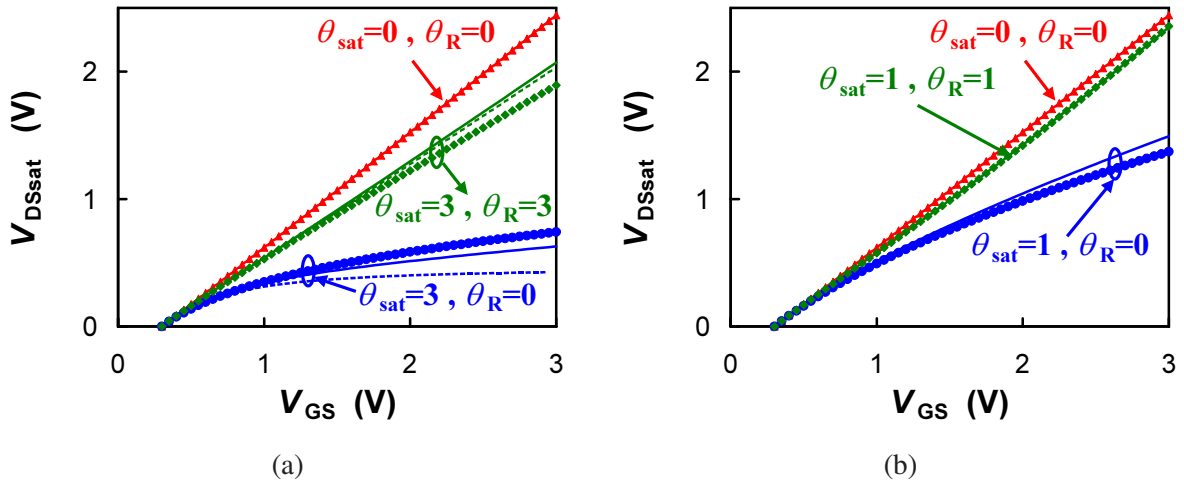 θsat=0 , θR=0
2
VDSsat (V)
1
θsat=3 , θR=3
θsat=3 , θR=0
0
0 1 2 3
VGS (V)
(a)
θsat=0 , θR=0
2
θsat=1 , θR=1
VDSsat (V)
1
θsat=1 , θR=0
0
0 1 2 3
VGS (V)
(b)